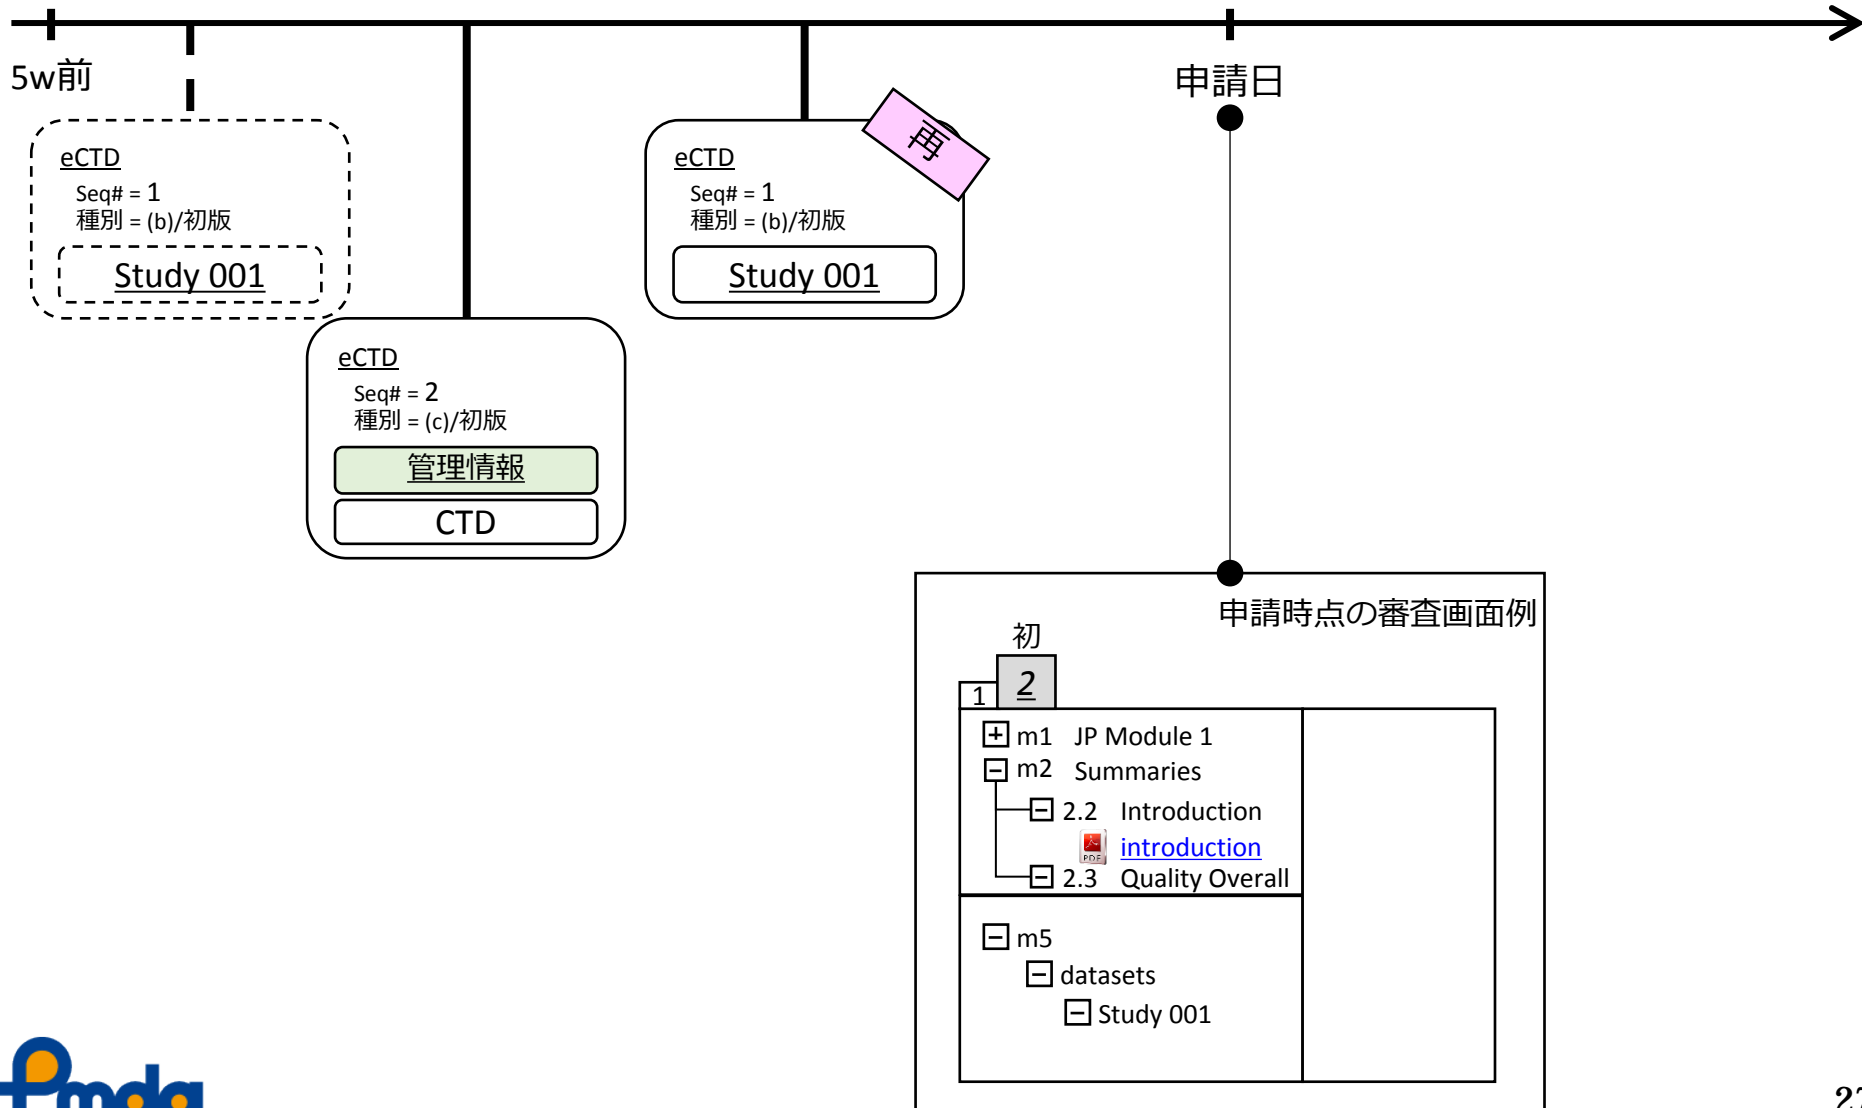 5w前
申請日
eCTD
Seq# = 1
種別 = (b)/初版
Study 001
eCTD
Seq# = 2
種別 = (c)/初版
管理情報
CTD
再
eCTD
Seq# = 1
種別 = (b)/初版
Study 001
申請時点の審査画面例
初
1
2
m1 JP Module 1
m2 Summaries
2.2 Introduction
PDF
introduction
2.3 Quality Overall
m5
datasets
Study 001
Pmda